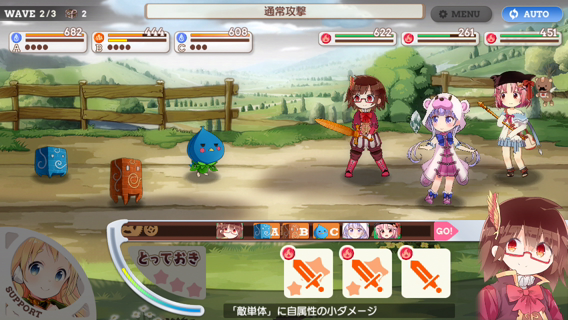 WAVE 2/3 2
通常攻撃
MENU
AUTO
682
A
444
B
608
C
622
261
451
A B C GO!
とっておき
SUPPORT
「敵単体」に自属性の小ダメージ